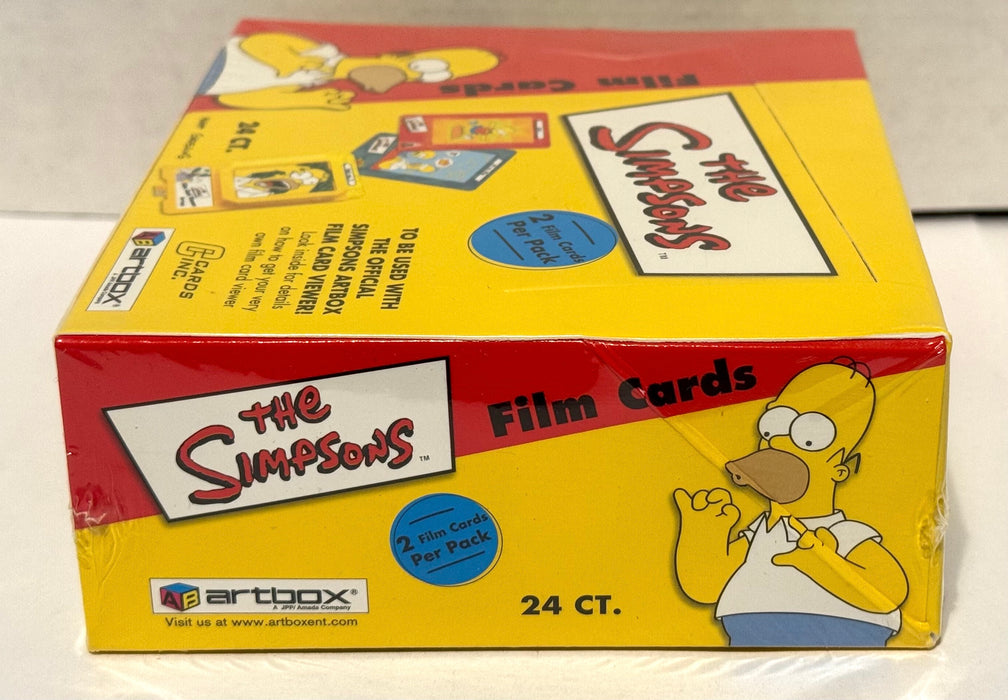 Film Cards
24 CT.
THE
SIMPSONS
TM
2 Film Cards
Per Pack
TO BE USED WITH
THE OFFICIAL
SIMPSONS ARTBOX
FILM CARD VIEWER!
Look inside for details
on how to get your very
own film card viewer
CARDS
INC.
artbox®
THE
SIMPSONS
TM
Film Cards
2 Film Cards
Per Pack
AB artbox®
A JPP/ Amada Company
Visit us at www.artboxent.com
24 CT.